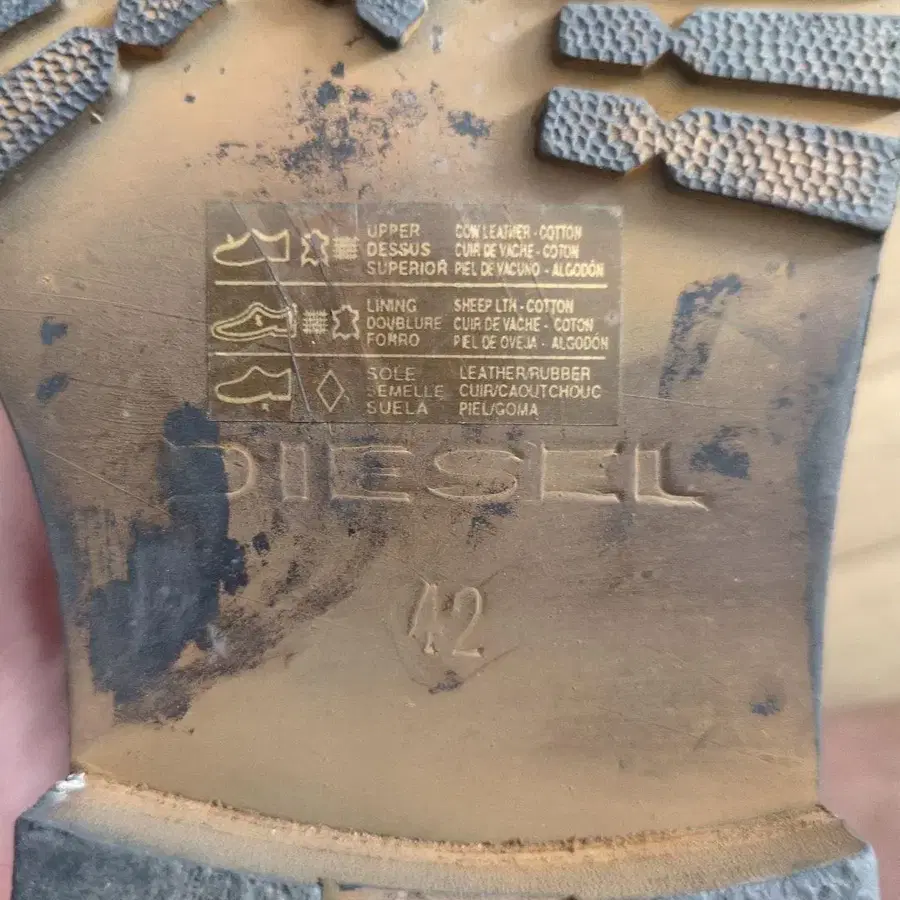 UPPER COW LEATHER - COTTON
DESSUS CUIR DE VACHE - COTON
SUPERIOR PIEL DE VACUNO - ALGODÓN
LINING SHEEP LTH - COTTON
DOUBLURE CUIR DE VACHE - COTON
FORRO PIEL DE OVEJA - ALGODÓN
SOLE LEATHER/RUBBER
SEMELLE CUIR/CAOUTCHOUC
SUELA PIEL/GOMA
DIESEL
42